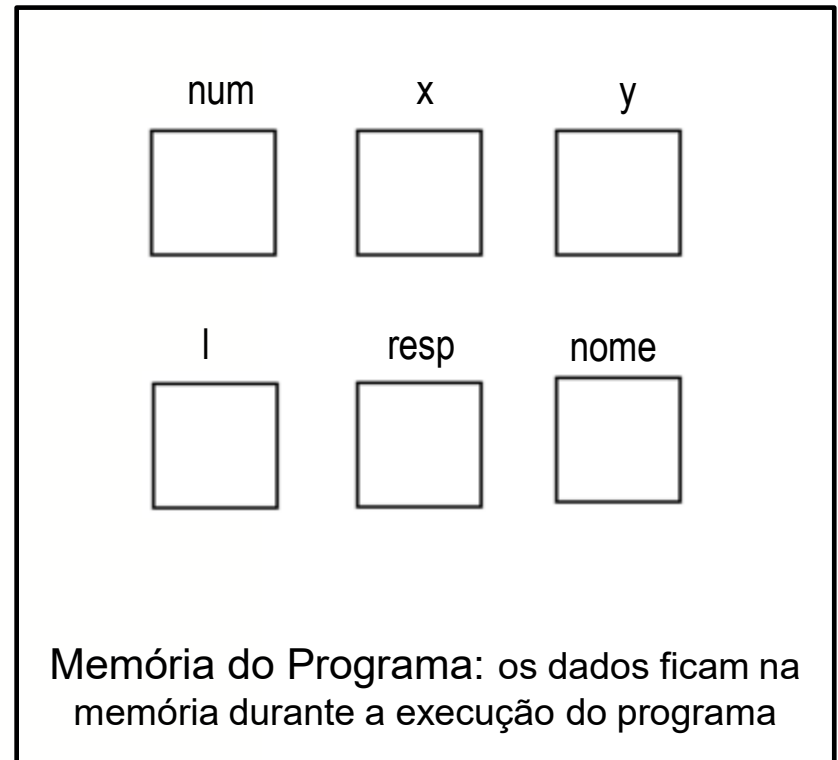 num x y
l resp nome
Memória do Programa: os dados ficam na
memória durante a execução do programa